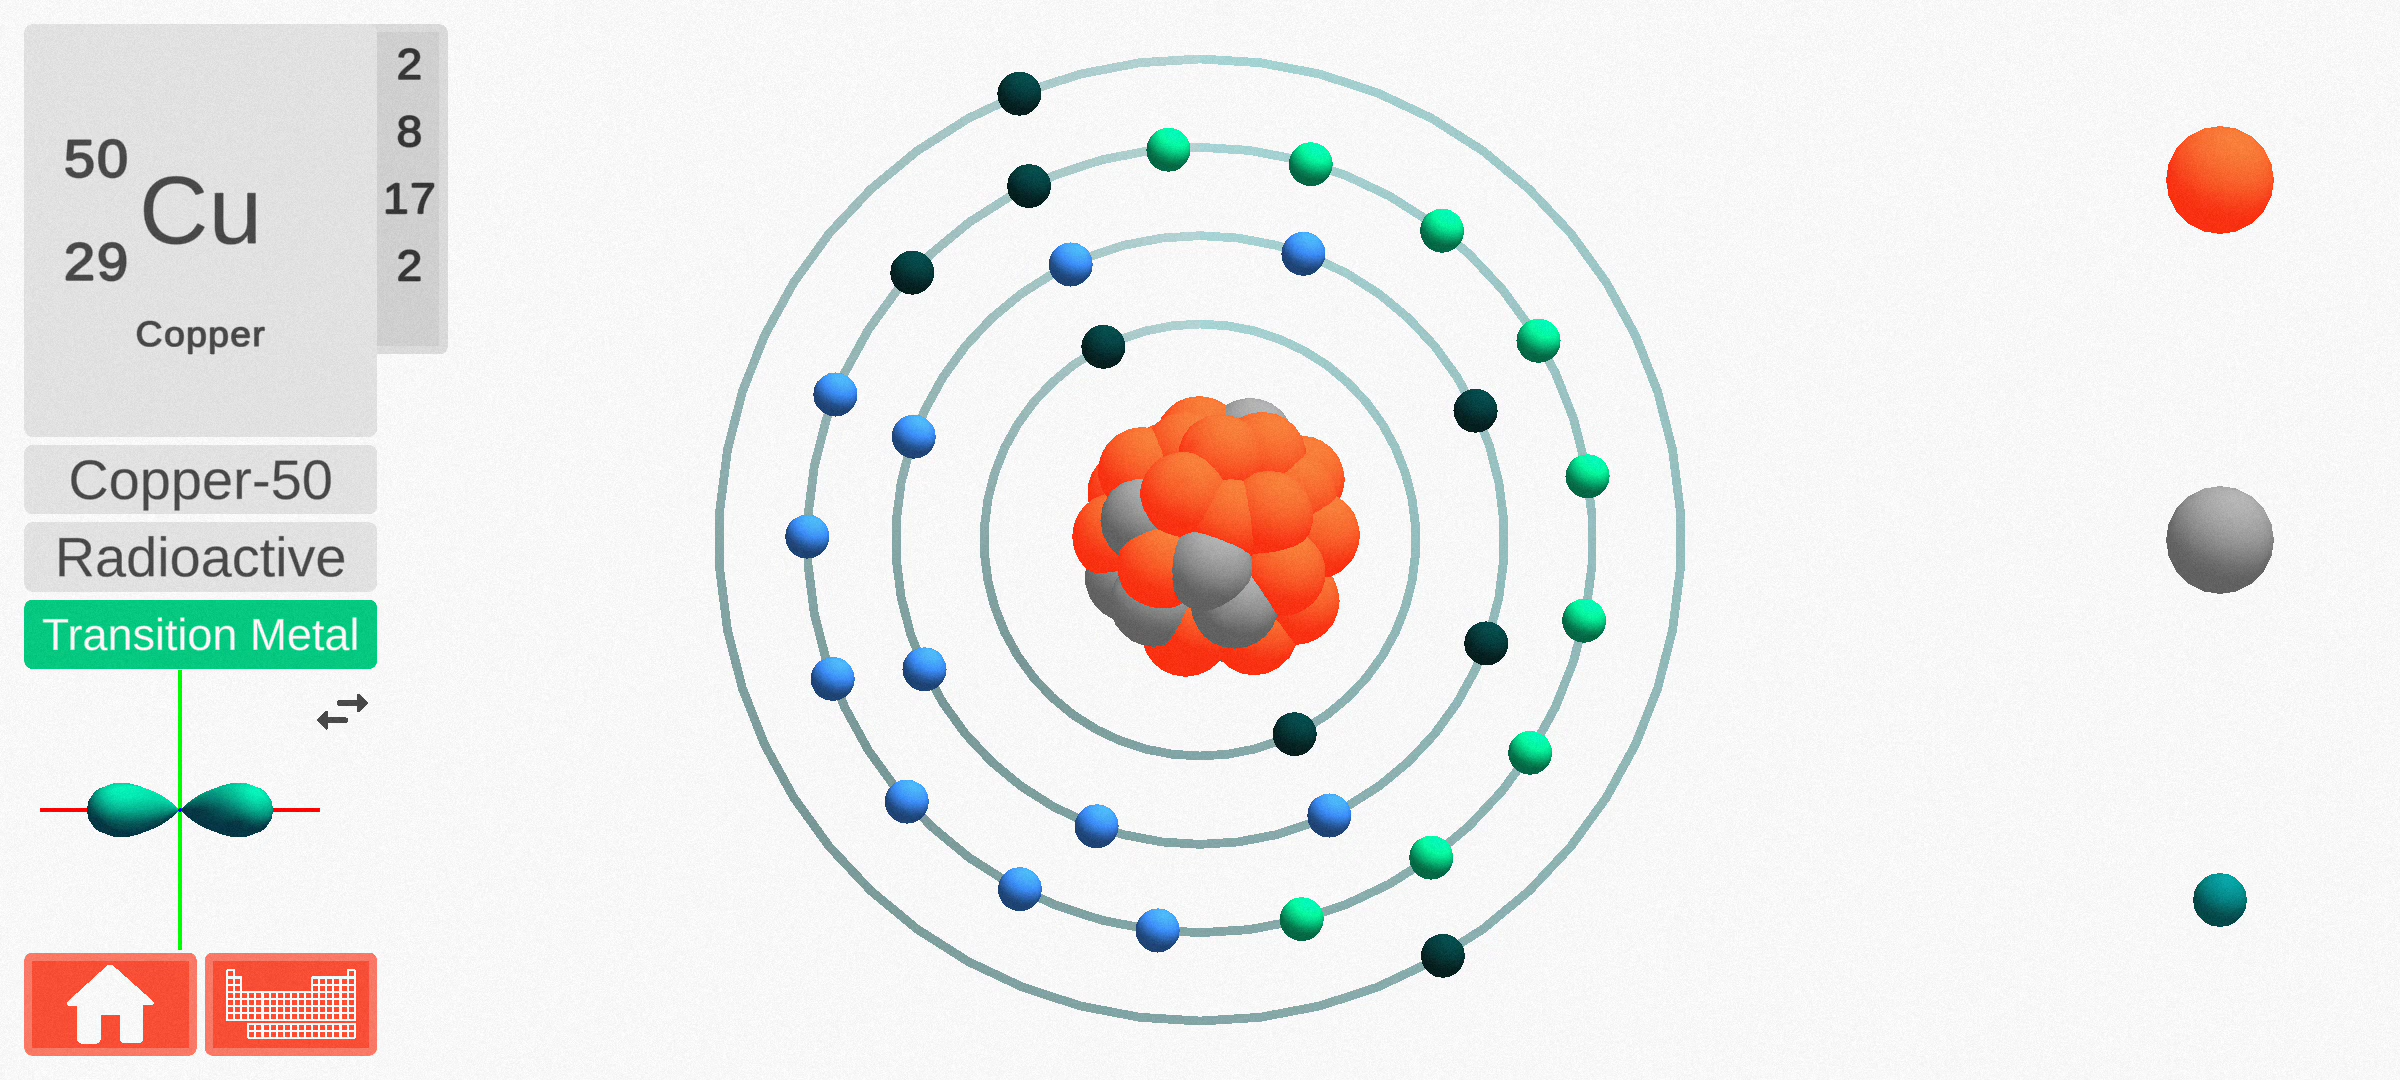 50
Cu
29
Copper
2
8
17
2
Copper-50
Radioactive
Transition Metal